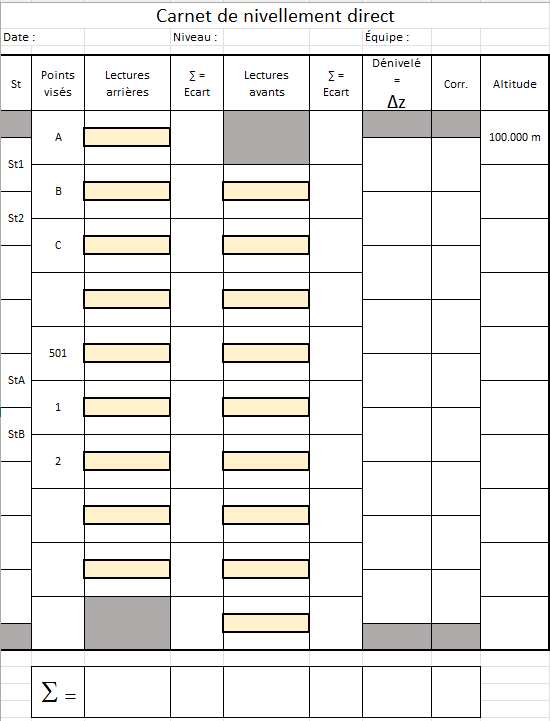 Carnet de nivellement direct
Date : Niveau : Équipe :
St
Points
visés
Lectures
arrières
∑ =
Ecart
Lectures
avants
∑ =
Ecart
Dénivelé
=
Δz
Corr.
Altitude
A 100.000 m
St1
B
St2
C
501
StA
1
StB
2
∑ =